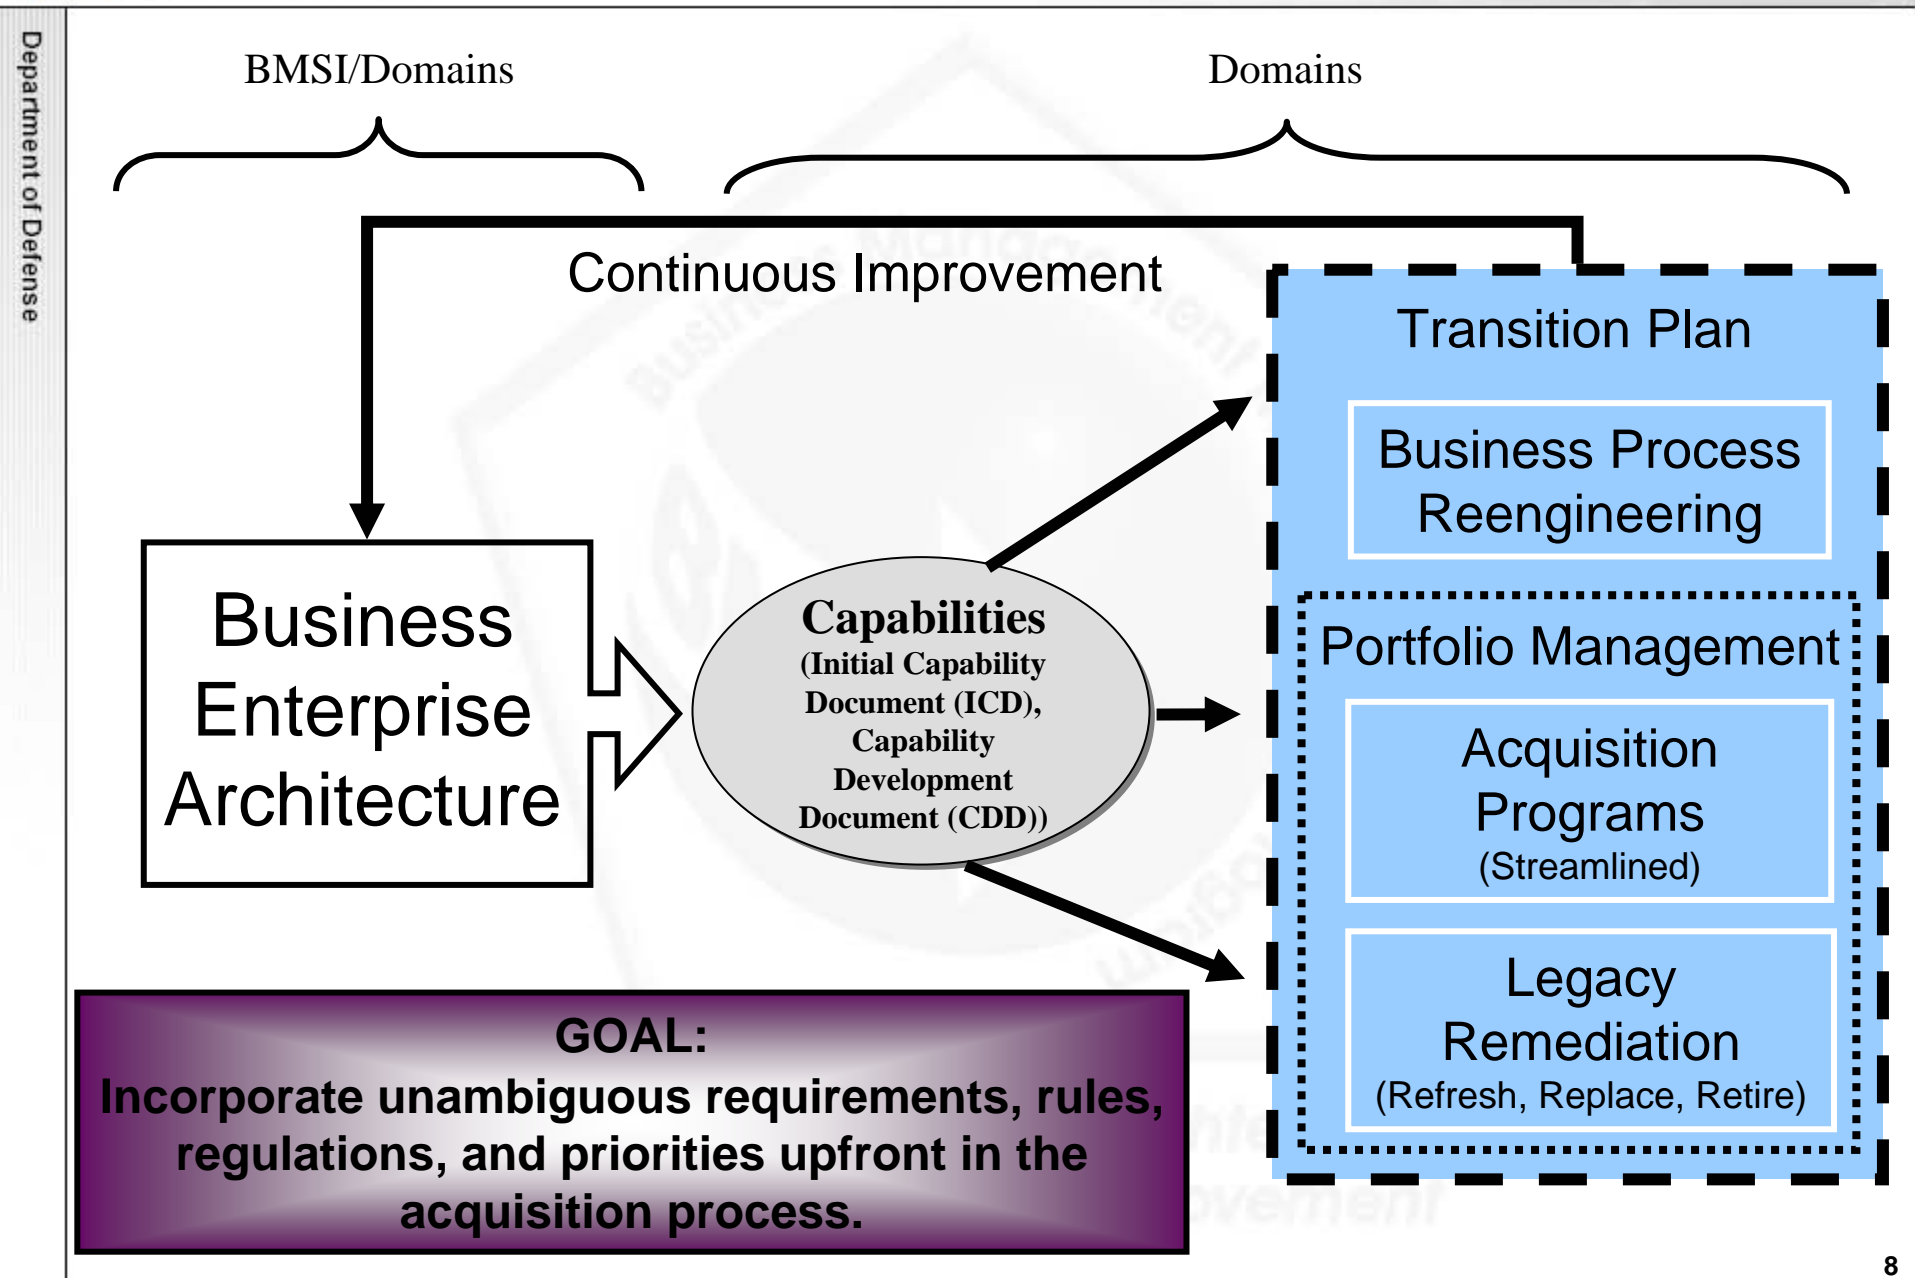 Department of Defense
BMSI/Domains
Domains
Continuous Improvement
Transition Plan
Business Process
Reengineering
Portfolio Management
Acquisition
Programs
(Streamlined)
Legacy
Remediation
(Refresh, Replace, Retire)
Business
Enterprise
Architecture
Capabilities
(Initial Capability
Document (ICD),
Capability
Development
Document (CDD))
GOAL:
Incorporate unambiguous requirements, rules,
regulations, and priorities upfront in the
acquisition process.
Business Management
8